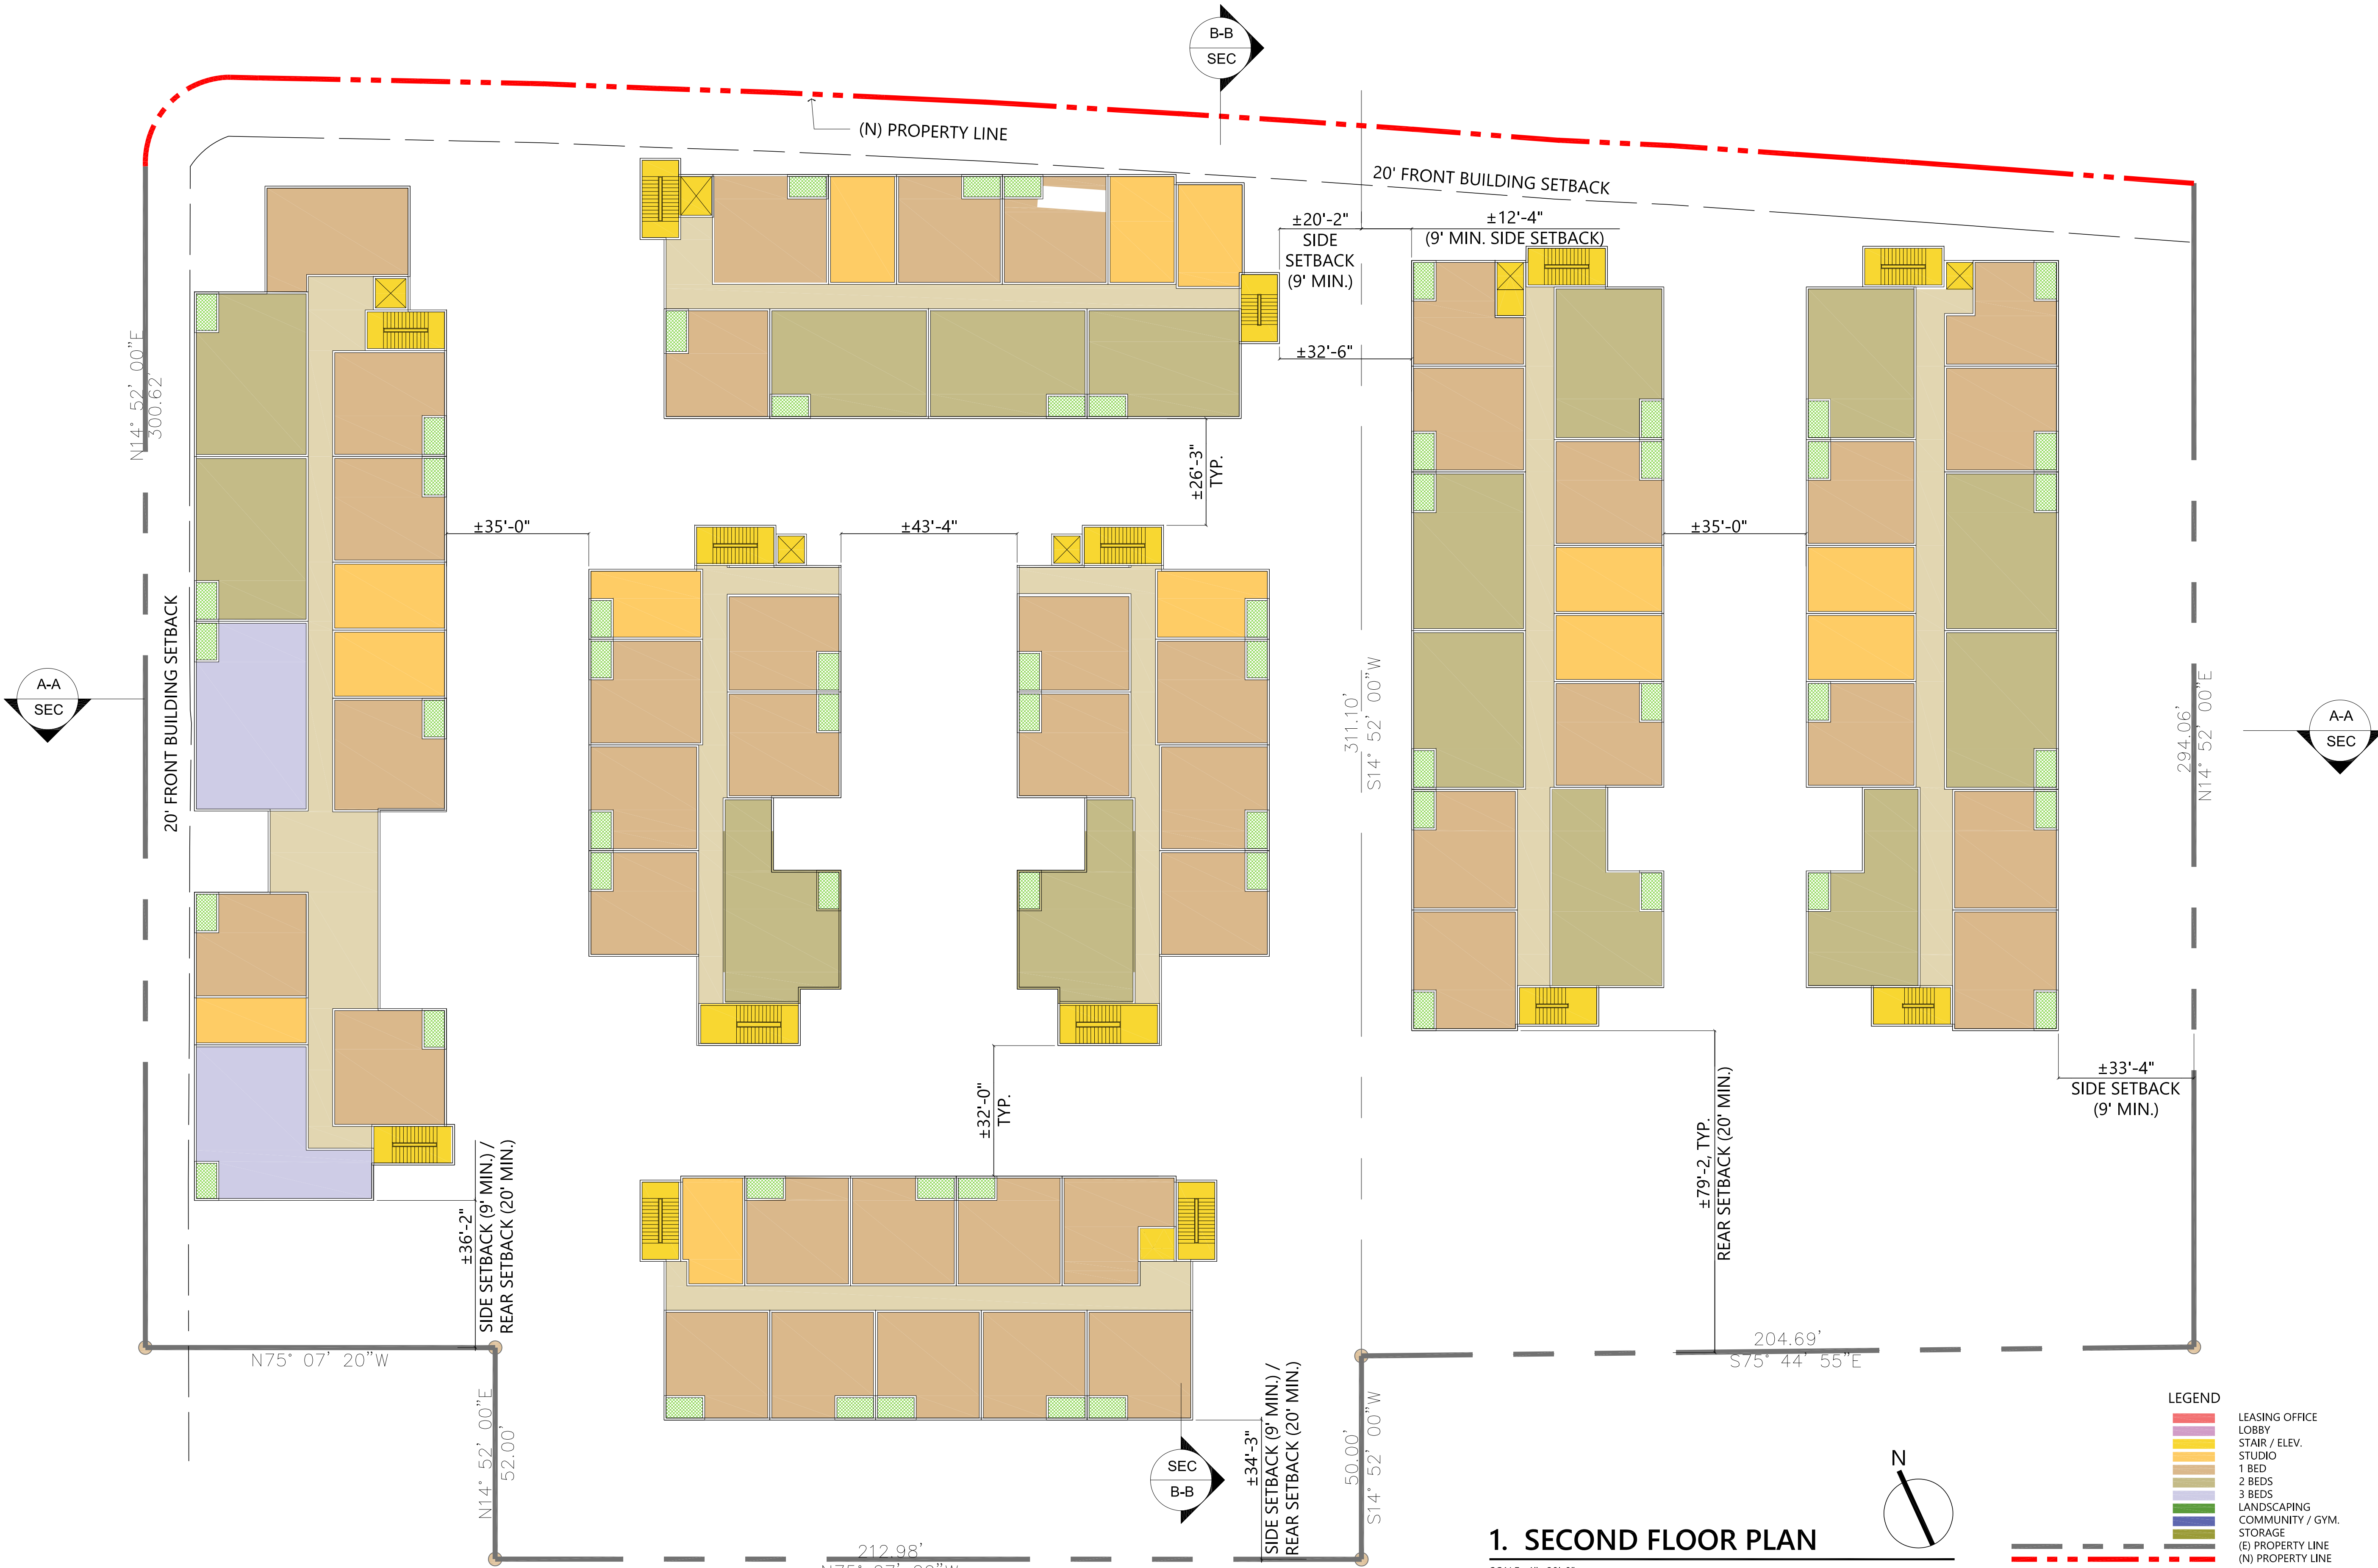 B-B
SEC
(N) PROPERTY LINE
20' FRONT BUILDING SETBACK
±20'-2"
SIDE
SETBACK
(9' MIN.)
±12'-4"
(9' MIN. SIDE SETBACK)
±32'-6"
N14° 52' 00"E
300.62'
±26'-3"
TYP.
±35'-0"
±43'-4"
±35'-0"
20' FRONT BUILDING SETBACK
A-A
SEC
311.10'
S14° 52' 00"W
294.06'
N14° 52' 00"E
A-A
SEC
±32'-0"
TYP.
±33'-4"
SIDE SETBACK
(9' MIN.)
±79'-2, TYP.
REAR SETBACK (20' MIN.)
±36'-2"
SIDE SETBACK (9' MIN.) /
REAR SETBACK (20' MIN.)
N75° 07' 20"W
204.69'
S75° 44' 55"E
N14° 52' 00"E
52.00'
±34'-3"
SIDE SETBACK (9' MIN.) /
REAR SETBACK (20' MIN.)
50.00'
S14° 52' 00"W
SEC
B-B
212.98'
N
1. SECOND FLOOR PLAN
LEGEND
LEASING OFFICE
LOBBY
STAIR / ELEV.
STUDIO
1 BED
2 BEDS
3 BEDS
LANDSCAPING
COMMUNITY / GYM.
STORAGE
(E) PROPERTY LINE
(N) PROPERTY LINE